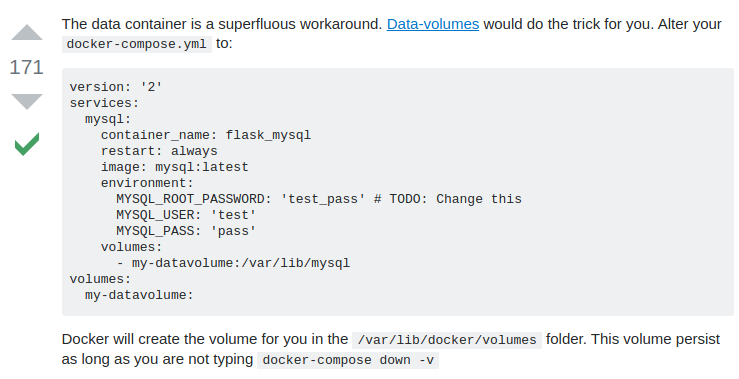 The data container is a superfluous workaround. Data-volumes would do the trick for you. Alter your
docker-compose.yml to:
171
version: '2'
services:
  mysql:
    container_name: flask_mysql
    restart: always
    image: mysql:latest
    environment:
      MYSQL_ROOT_PASSWORD: 'test_pass' # TODO: Change this
      MYSQL_USER: 'test'
      MYSQL_PASS: 'pass'
    volumes:
      - my-datavolume:/var/lib/mysql
volumes:
  my-datavolume:
Docker will create the volume for you in the /var/lib/docker/volumes folder. This volume persist
as long as you are not typing docker-compose down -v